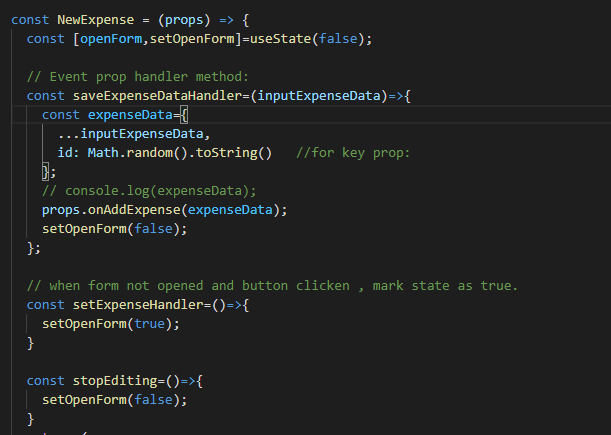 const NewExpense = (props) => {
const [openForm,setOpenForm]=useState(false);
// Event prop handler method:
const saveExpenseDataHandler=(inputExpenseData)=>{
const expenseData={
...inputExpenseData,
id: Math.random().toString() //for key prop:
};
// console.log(expenseData);
props.onAddExpense(expenseData);
setOpenForm(false);
};
// when form not opened and button clicken , mark state as true.
const setExpenseHandler=()=>{
setOpenForm(true);
}
const stopEditing=()=>{
setOpenForm(false);
}